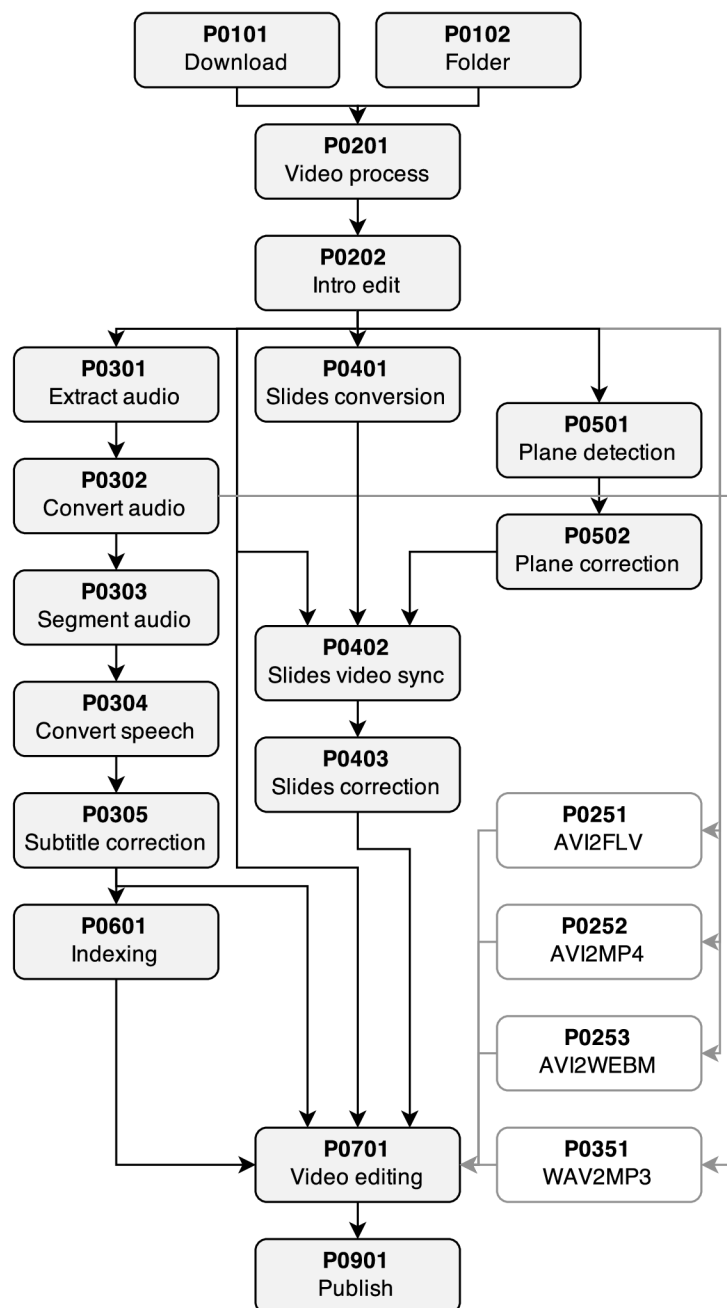 P0101
Download
P0102
Folder
P0201
Video process
P0202
Intro edit
P0301
Extract audio
P0401
Slides conversion
P0501
Plane detection
P0302
Convert audio
P0502
Plane correction
P0303
Segment audio
P0402
Slides video sync
P0304
Convert speech
P0403
Slides correction
P0305
Subtitle correction
P0251
AVI2FLV
P0601
Indexing
P0252
AVI2MP4
P0253
AVI2WEBM
P0701
Video editing
P0351
WAV2MP3
P0901
Publish